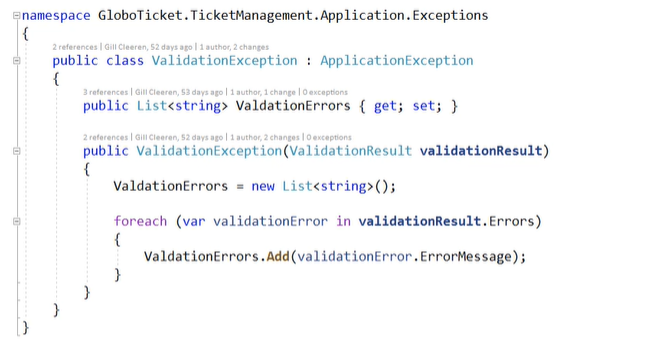 namespace GloboTicket.TicketManagement.Application.Exceptions
{
2 references | Gill Cleeren, 52 days ago | 1 author, 2 changes
public class ValidationException : ApplicationException
{
3 references | Gill Cleeren, 53 days ago | 1 author, 1 change | 0 exceptions
public List<string> ValdationErrors { get; set; }
2 references | Gill Cleeren, 52 days ago | 1 author, 2 changes | 0 exceptions
public ValidationException(ValidationResult validationResult)
{
ValdationErrors = new List<string>();
foreach (var validationError in validationResult.Errors)
{
ValdationErrors.Add(validationError.ErrorMessage);
}
}
}
}